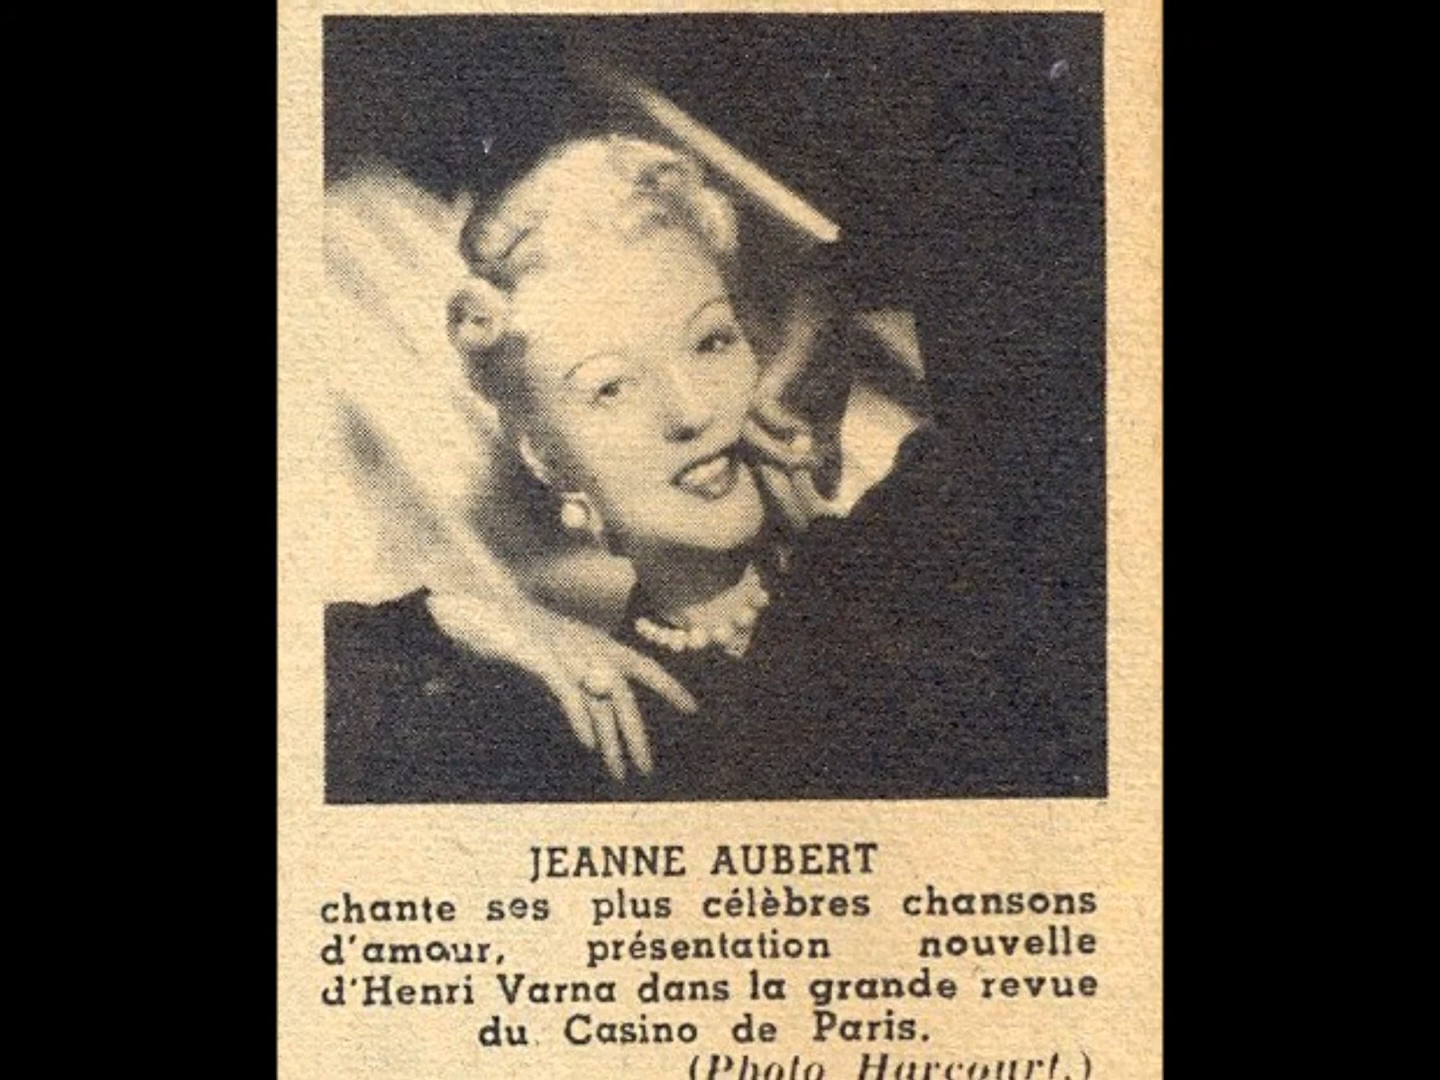 JEANNE AUBERT
chante ses plus célèbres chansons
d'amour, présentation nouvelle
d'Henri Varna dans la grande revue
du Casino de Paris.
(Photo Harcourt.)